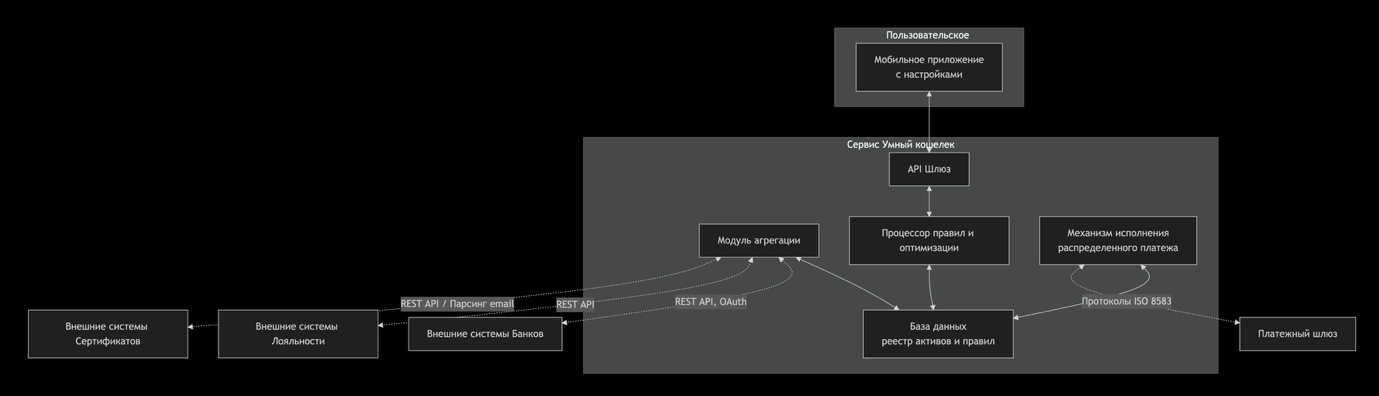 Пользовательское
Мобильное приложение
с настройками
Сервис Умный кошелек
API Шлюз
Модуль агрегации
Процессор правил и
оптимизации
Механизм исполнения
распределенного платежа
REST API / Парсинг email
REST API
REST API, OAuth
Протоколы ISO 8583
Внешние системы
Сертификатов
Внешние системы
Лояльности
Внешние системы Банков
База данных
реестр активов и правил
Платежный шлюз